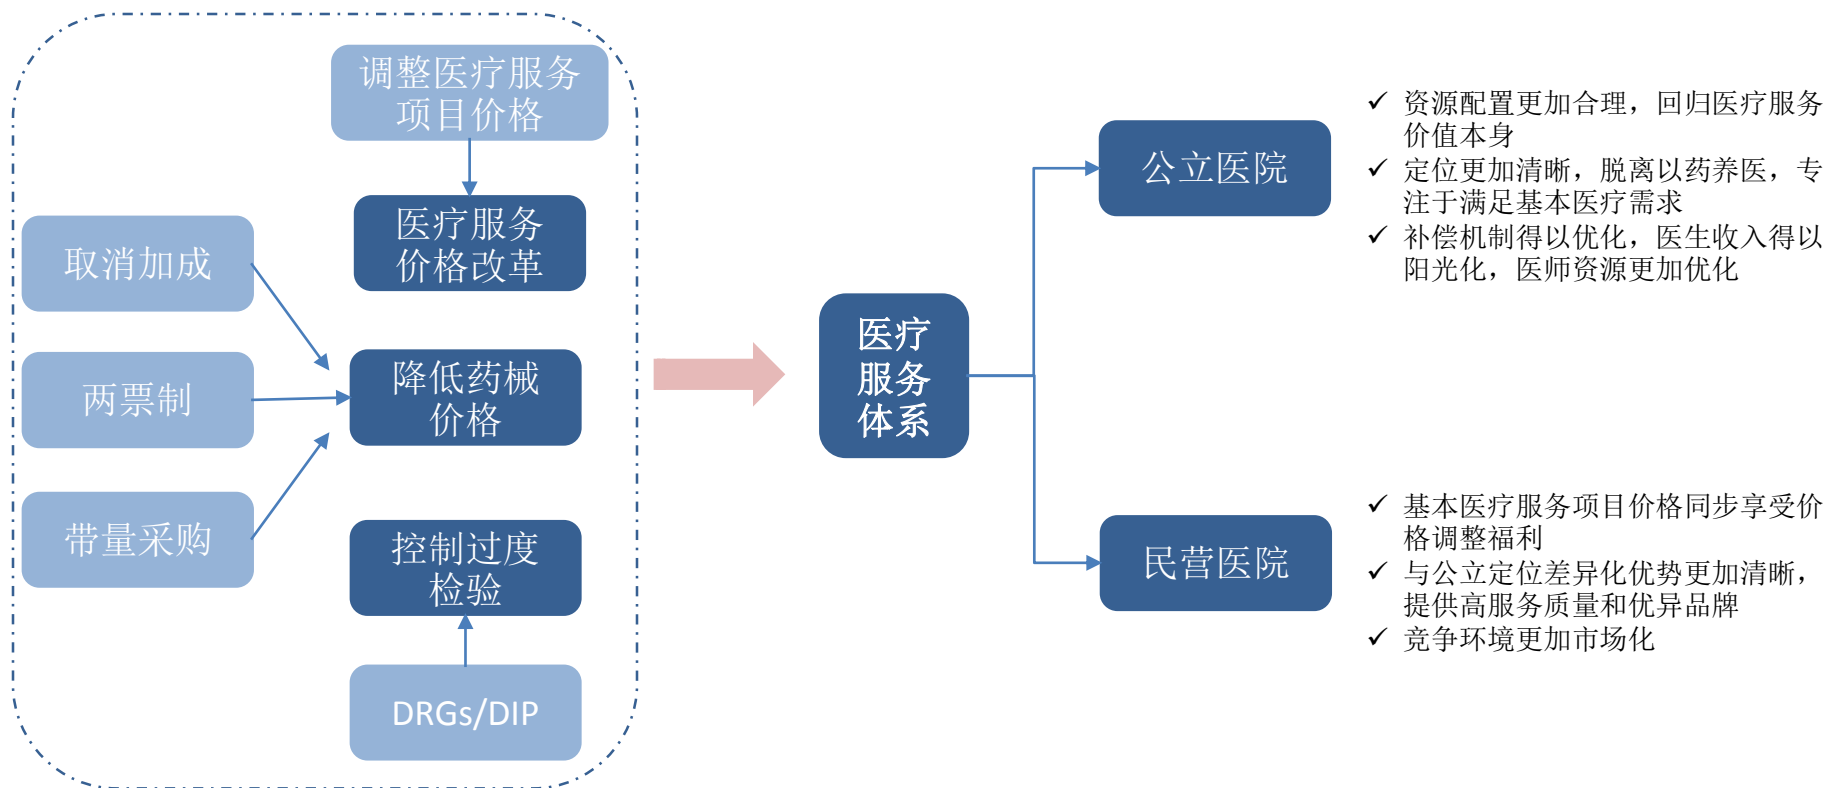 调整医疗服务
项目价格
医疗服务
价格改革
取消加成
两票制
带量采购
降低药械
价格
控制过度
检验
DRGs/DIP
医疗
服务
体系
公立医院
✓ 资源配置更加合理，回归医疗服务
价值本身
✓ 定位更加清晰，脱离以药养医，专
注于满足基本医疗需求
✓ 补偿机制得以优化，医生收入得以
阳光化，医师资源更加优化
民营医院
✓ 基本医疗服务项目价格同步享受价
格调整福利
✓ 与公立定位差异化优势更加清晰，
提供高服务质量和优异品牌
✓ 竞争环境更加市场化